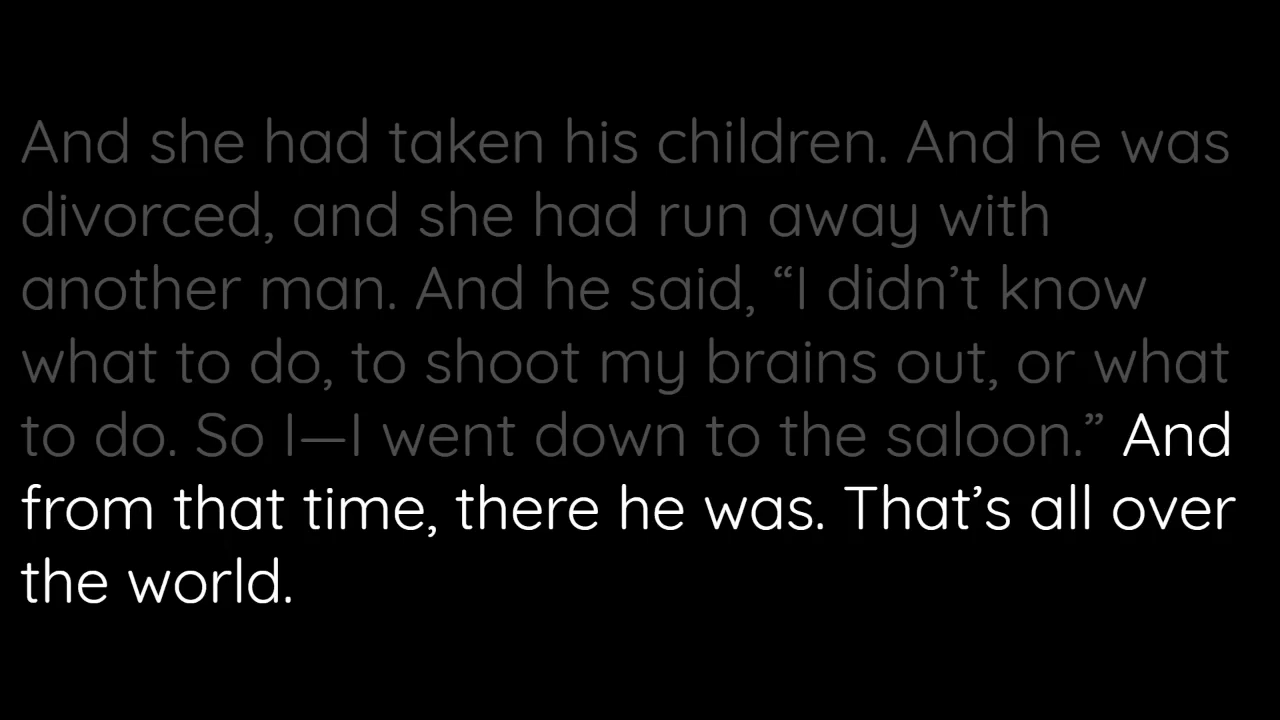 And she had taken his children. And he was
divorced, and she had run away with
another man. And he said, “I didn’t know
what to do, to shoot my brains out, or what
to do. So I—I went down to the saloon.” And
from that time, there he was. That’s all over
the world.